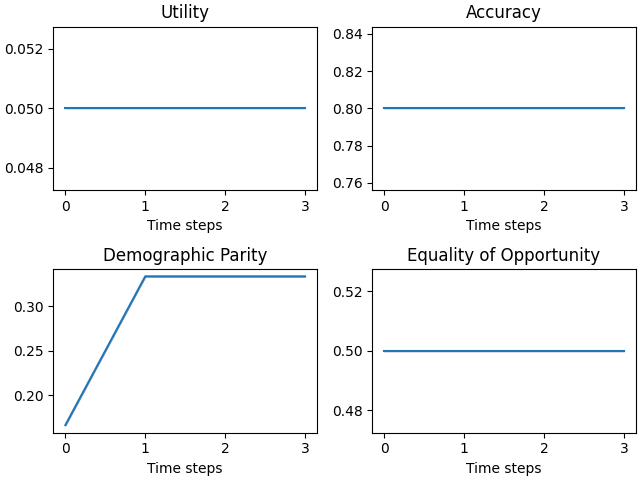 Utility
Accuracy
0.052
0.050
0.048
0 1 2 3
Time steps
0.84
0.82
0.80
0.78
0.76
0 1 2 3
Time steps
Demographic Parity
Equality of Opportunity
0.30
0.25
0.20
0 1 2 3
Time steps
0.52
0.50
0.48
0 1 2 3
Time steps